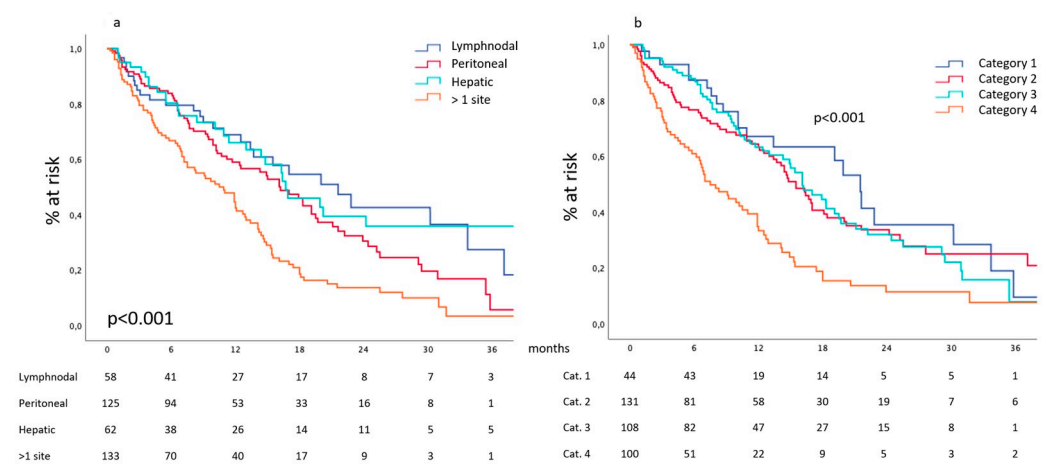 a
% at risk
1,0
0,8
0,6
0,4
0,2
0,0
Lymphnodal
Peritoneal
Hepatic
> 1 site
p<0.001
0 6 12 18 24 30 36 months
Lymphnodal 58 41 27 17 8 7 3
Peritoneal 125 94 53 33 16 8 1
Hepatic 62 38 26 14 11 5 5
>1 site 133 70 40 17 9 3 1
b
% at risk
1,0
0,8
0,6
0,4
0,2
0,0
Category 1
Category 2
Category 3
Category 4
p<0.001
0 6 12 18 24 30 36
Cat. 1 44 43 19 14 5 5 1
Cat. 2 131 81 58 30 19 7 6
Cat. 3 108 82 47 27 15 8 1
Cat. 4 100 51 22 9 5 3 2